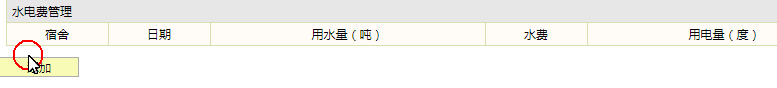 水电费管理
宿舍 日期 用水量（吨） 水费 用电量（度）
加